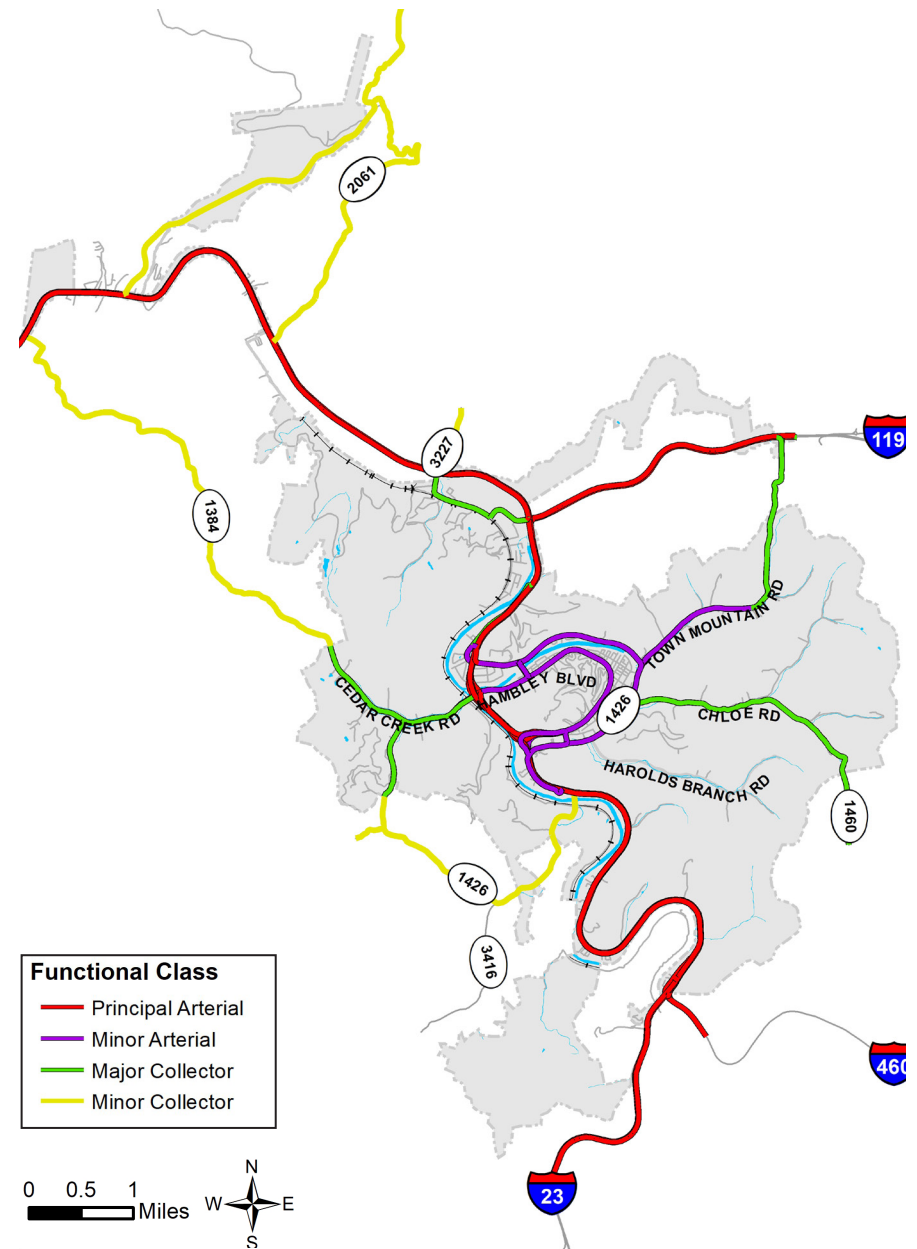 2061
119
3227
1384
TOWN MOUNTAIN RD
HAMBLEY BLVD
CEDAR CREEK RD
1426
CHLOE RD
HAROLDS BRANCH RD
1460
1426
3416
Functional Class
Principal Arterial
Minor Arterial
Major Collector
Minor Collector
460
23
0 0.5 1
Miles
N
W E
S